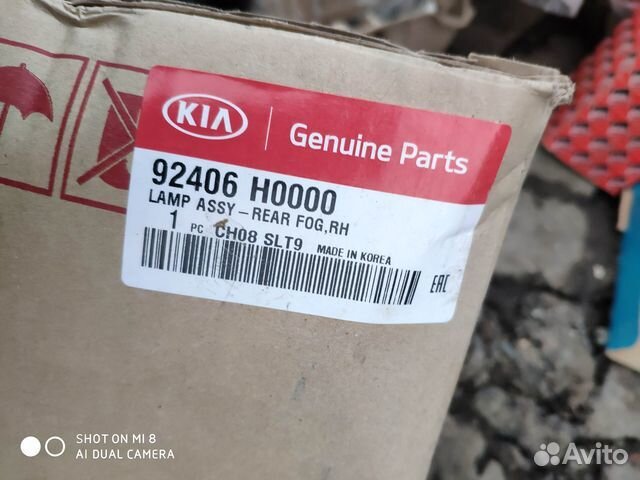 KIA
Genuine Parts
92406 H0000
LAMP ASSY-REAR FOG,RH
1 PC CH08 SLT9 MADE IN KOREA
EAC
SHOT ON MI 8
AI DUAL CAMERA
Avito